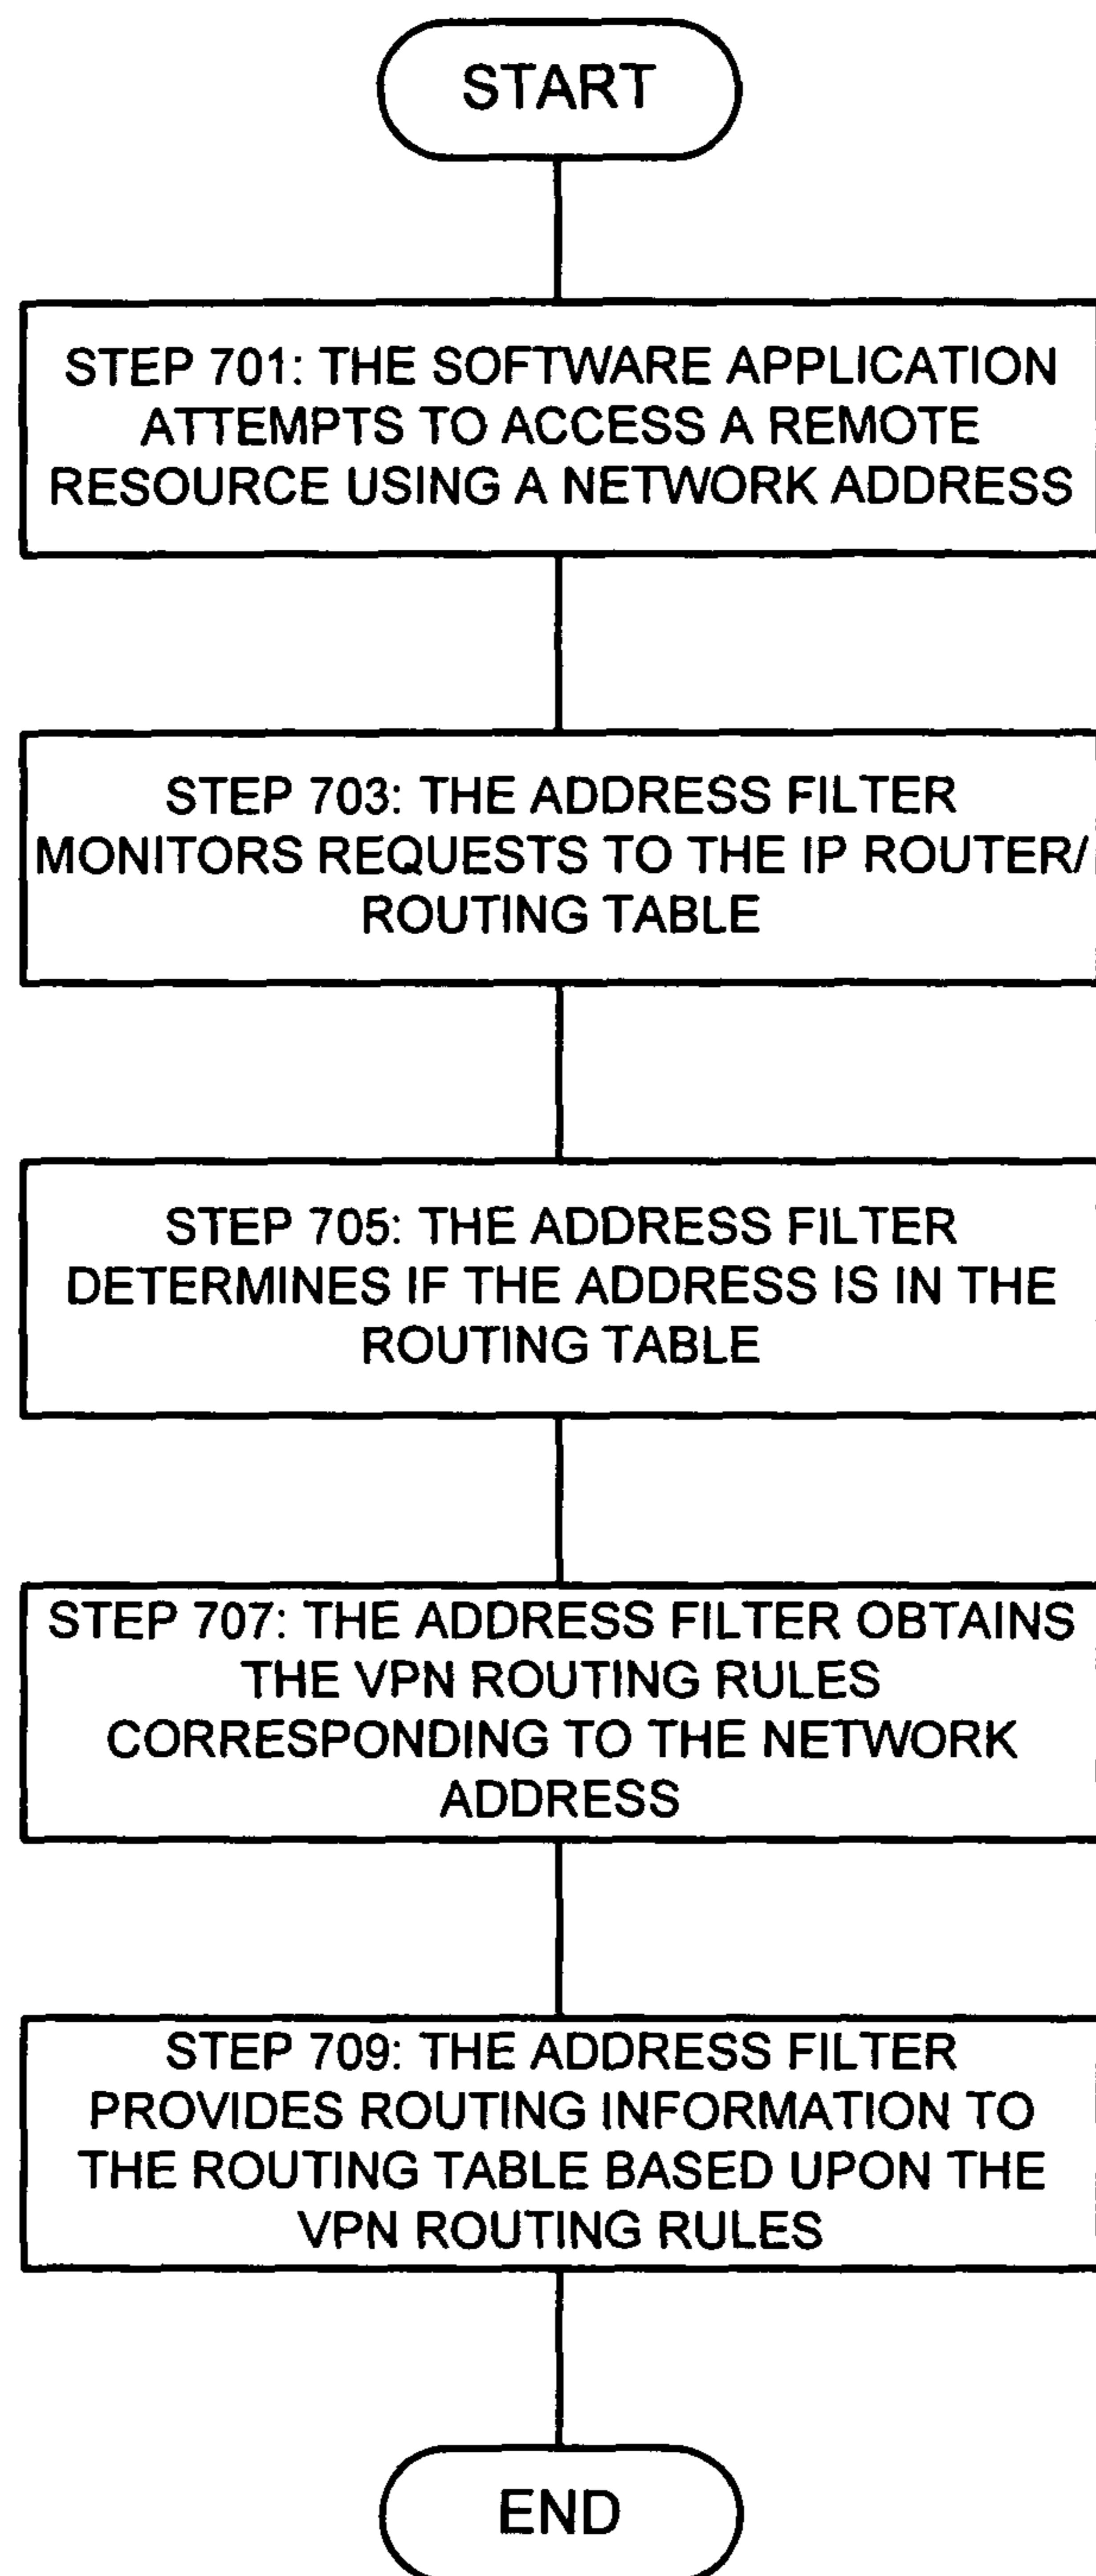 START
STEP 701: THE SOFTWARE APPLICATION
ATTEMPTS TO ACCESS A REMOTE
RESOURCE USING A NETWORK ADDRESS
STEP 703: THE ADDRESS FILTER
MONITORS REQUESTS TO THE IP ROUTER/
ROUTING TABLE
STEP 705: THE ADDRESS FILTER
DETERMINES IF THE ADDRESS IS IN THE
ROUTING TABLE
STEP 707: THE ADDRESS FILTER OBTAINS
THE VPN ROUTING RULES
CORRESPONDING TO THE NETWORK
ADDRESS
STEP 709: THE ADDRESS FILTER
PROVIDES ROUTING INFORMATION TO
THE ROUTING TABLE BASED UPON THE
VPN ROUTING RULES
END